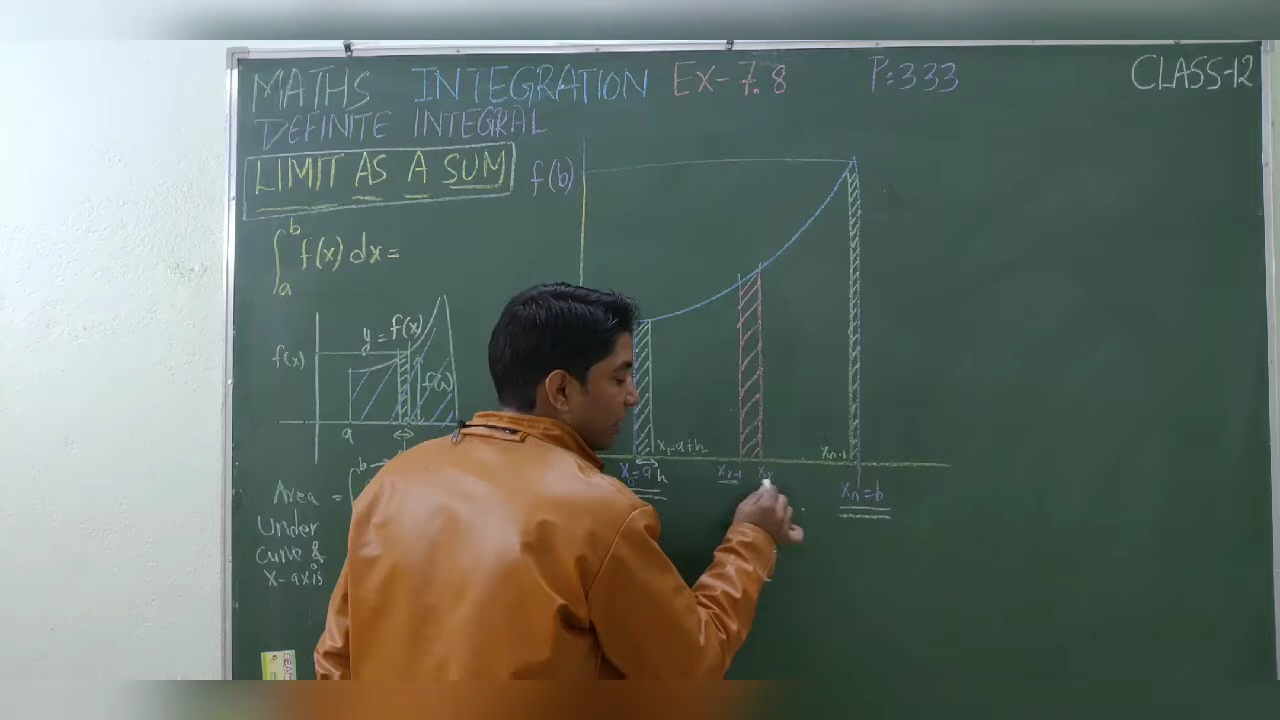 MATHS INTEGRATION EX-7.8 P:333 CLASS-12
DEFINITE INTEGRAL
LIMIT AS A SUM
f(b)
∫ₐᵇ f(x) dx =
y = f(x)
f(x)
f(x)
a
b
x₁=a+h
xₙ₋₁
x₀=a
h
xᵣ₋₁
xᵣ
xₙ=b
Area =
Under
Curve &
X-axis